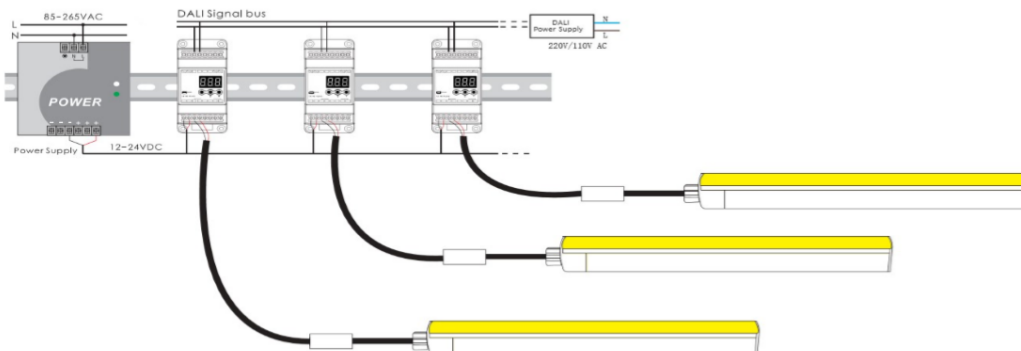 85-265VAC
L
N
DALI Signal bus
DALI
Power Supply
N
L
220V/110V AC
POWER
Power Supply
12-24VDC